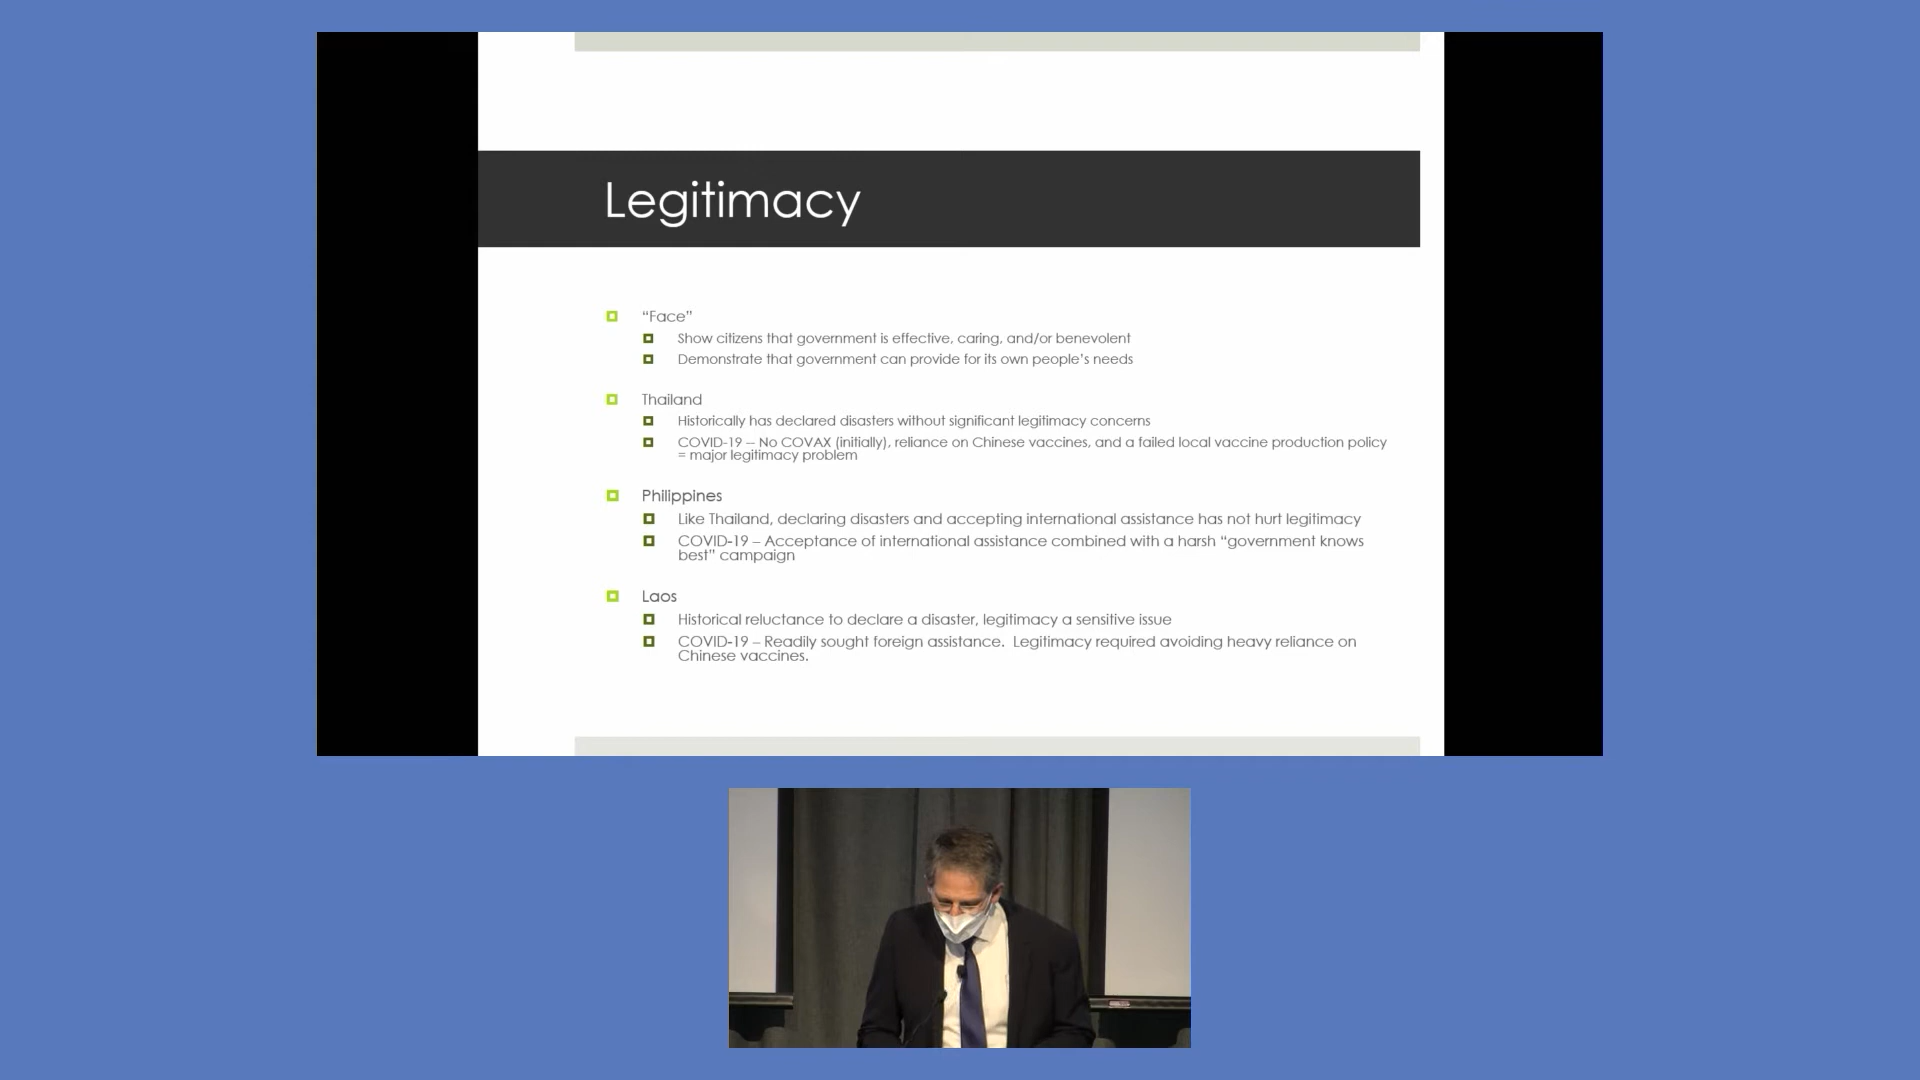 Legitimacy
“Face”
Show citizens that government is effective, caring, and/or benevolent
Demonstrate that government can provide for its own people’s needs
Thailand
Historically has declared disasters without significant legitimacy concerns
COVID-19 – No COVAX (initially), reliance on Chinese vaccines, and a failed local vaccine production policy
= major legitimacy problem
Philippines
Like Thailand, declaring disasters and accepting international assistance has not hurt legitimacy
COVID-19 – Acceptance of international assistance combined with a harsh “government knows
best” campaign
Laos
Historical reluctance to declare a disaster, legitimacy a sensitive issue
COVID-19 – Readily sought foreign assistance.  Legitimacy required avoiding heavy reliance on
Chinese vaccines.